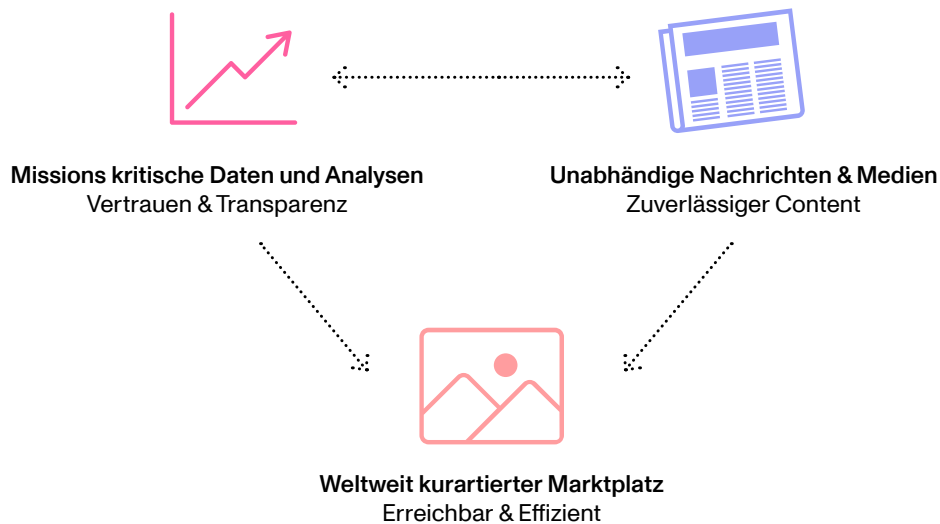 Missions kritische Daten und Analysen
Vertrauen & Transparenz
Unabhändige Nachrichten & Medien
Zuverlässiger Content
Weltweit kurartierter Marktplatz
Erreichbar & Effizient